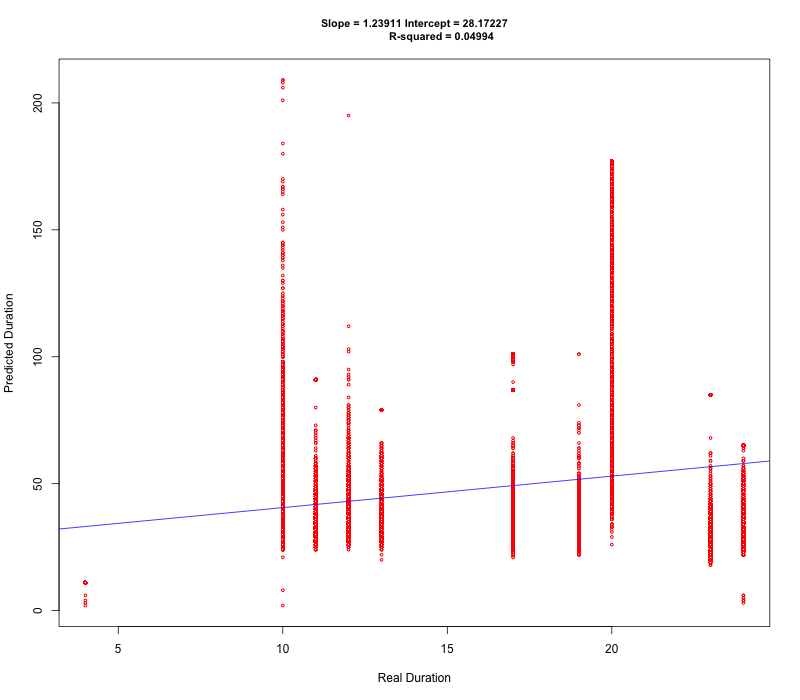 Slope = 1.23911 Intercept = 28.17227
R-squared = 0.04994
Predicted Duration
200
150
100
50
0
5 10 15 20
Real Duration